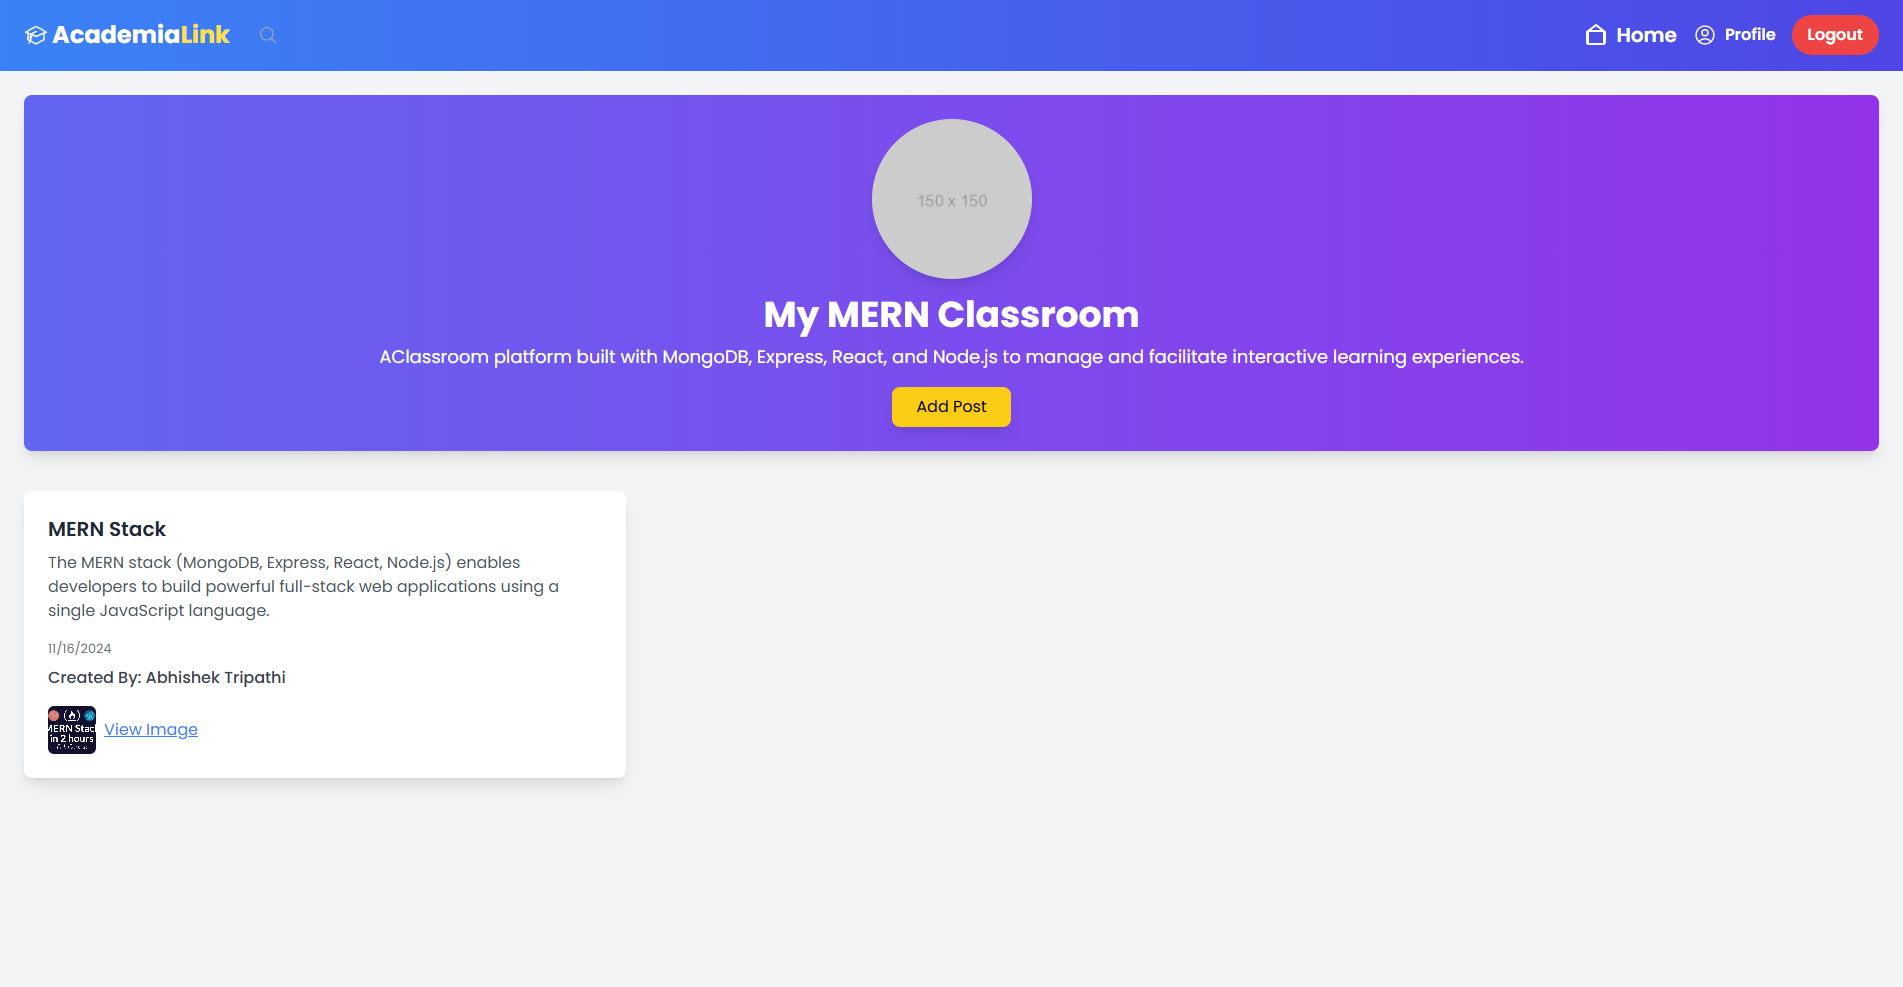 AcademiaLink
Home
Profile
Logout
150 x 150
My MERN Classroom
AClassroom platform built with MongoDB, Express, React, and Node.js to manage and facilitate interactive learning experiences.
Add Post
MERN Stack
The MERN stack (MongoDB, Express, React, Node.js) enables
developers to build powerful full-stack web applications using a
single JavaScript language.
11/16/2024
Created By: Abhishek Tripathi
MERN Stack
in 2 hours
View Image